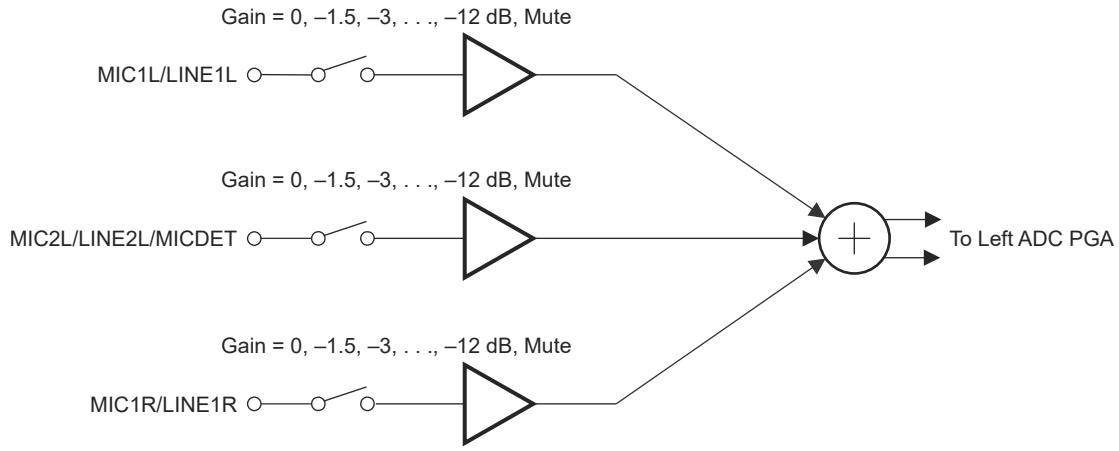 Gain = 0, –1.5, –3, . . ., –12 dB, Mute
MIC1L/LINE1L
Gain = 0, –1.5, –3, . . ., –12 dB, Mute
MIC2L/LINE2L/MICDET
+
To Left ADC PGA
Gain = 0, –1.5, –3, . . ., –12 dB, Mute
MIC1R/LINE1R